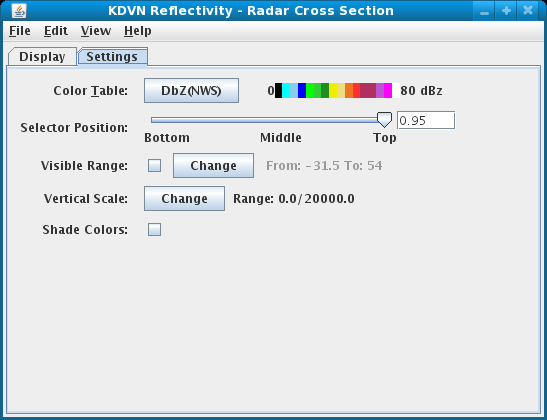 KDVN Reflectivity - Radar Cross Section
File Edit View Help
Display Settings
Color Table: DbZ(NWS) 0 80 dBz
Selector Position: 0.95
Bottom Middle Top
Visible Range: Change From: -31.5 To: 54
Vertical Scale: Change Range: 0.0/20000.0
Shade Colors: